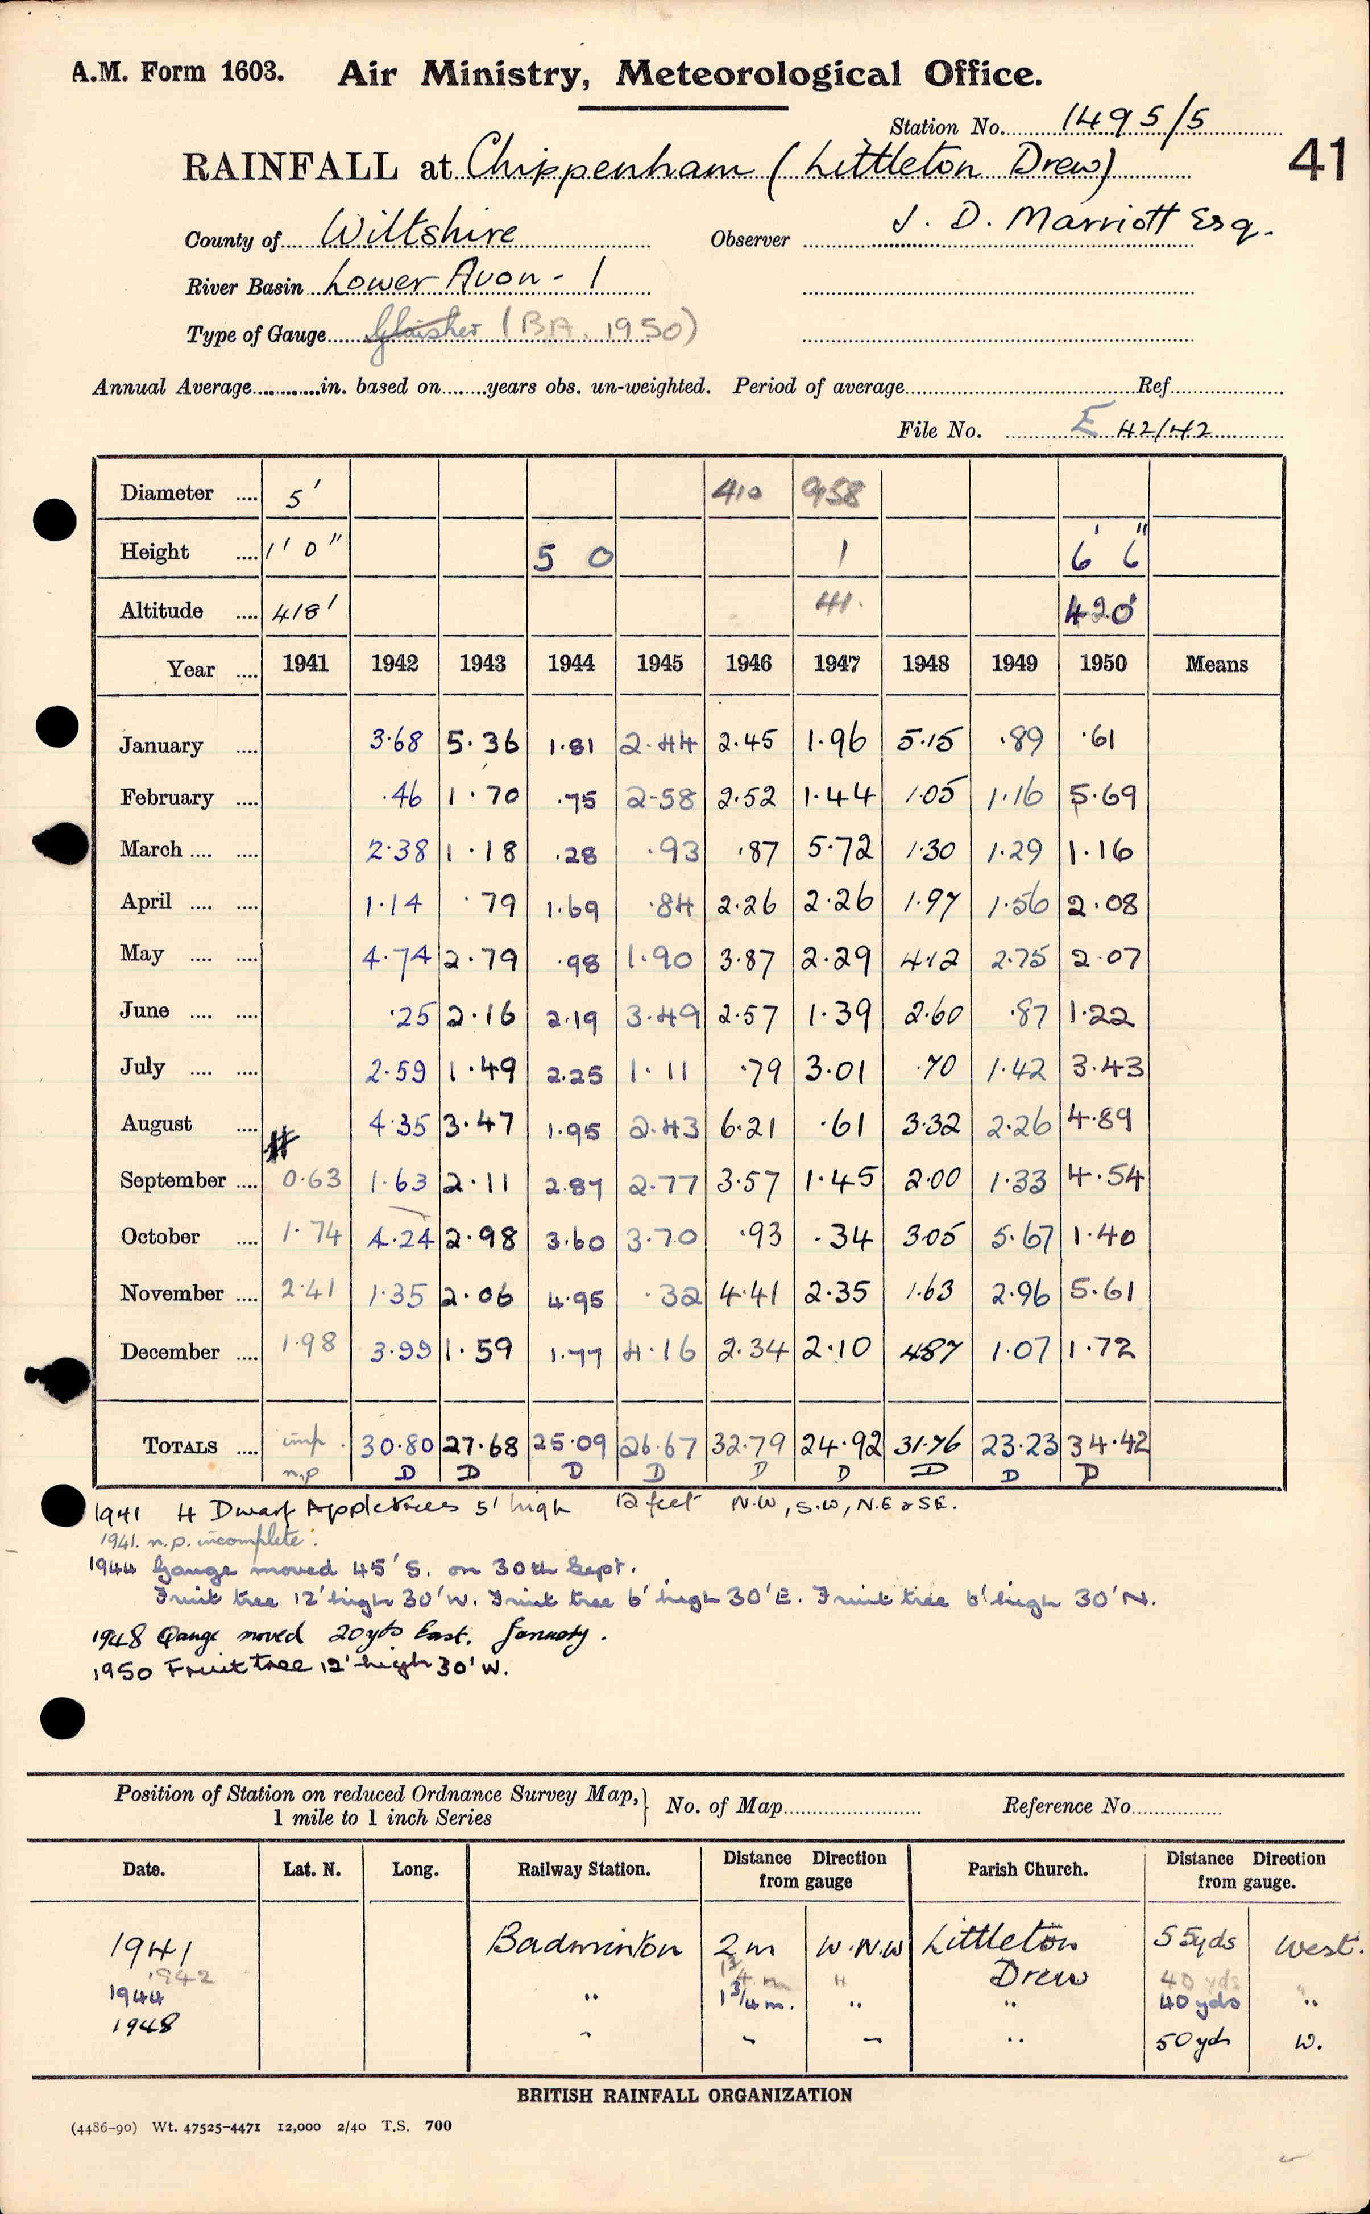 A.M. Form 1603. Air Ministry, Meteorological Office.
Station No. 1495/5
41
RAINFALL at Chippenham (Littleton Drew)
County of Wiltshire Observer J. D. Marriott Esq.
River Basin Lower Avon - 1
Type of Gauge Glaisher (BA. 1950)
Annual Average in. based on years obs. un-weighted. Period of average Ref
File No. E 42/42
Diameter .... 5' 410 958
Height .... 1' 0" 5 0 1 6' 6"
Altitude .... 418' 41. 420'
Year .... 1941 1942 1943 1944 1945 1946 1947 1948 1949 1950 Means
January .... 3.68 5.36 1.81 2.44 2.45 1.96 5.15 .89 .61
February .... .46 1.70 .75 2.58 2.52 1.44 1.05 1.16 5.69
March .... .... 2.38 1.18 .28 .93 .87 5.72 1.30 1.29 1.16
April .... .... 1.14 .79 1.69 .84 2.26 2.26 1.97 1.56 2.08
May .... .... 4.74 2.79 .98 1.90 3.87 2.29 4.12 2.75 2.07
June .... .... .25 2.16 2.19 3.49 2.57 1.39 2.60 .87 1.22
July .... .... 2.59 1.49 2.25 1.11 .79 3.01 .70 1.42 3.43
August .... 4.35 3.47 1.95 2.43 6.21 .61 3.32 2.26 4.89
September .... 0.63 1.63 2.11 2.87 2.77 3.57 1.45 2.00 1.33 4.54
October .... 1.74 4.24 2.98 3.60 3.70 .93 .34 3.05 5.67 1.40
November .... 2.41 1.35 2.06 4.95 .32 4.41 2.35 1.63 2.96 5.61
December .... 1.98 3.99 1.59 1.77 4.16 2.34 2.10 4.87 1.07 1.72
TOTALS .... imp. 30.80 27.68 25.09 26.67 32.79 24.92 31.76 23.23 34.42
n.p D D D D D D D D D
1941 4 Dwarf Appletrees 5' high 12 feet N.W, S.W, N.E & SE.
1941. n.p. incomplete.
1944 Gauge moved 45' S. on 30th Sept.
Fruit tree 12' high 30' W. Fruit tree 6' high 30' E. Fruit tree 6' high 30' N.
1948 Gauge moved 20yds East. January.
1950 Fruit tree 12' high 30' W.
Position of Station on reduced Ordnance Survey Map, 1 mile to 1 inch Series } No. of Map Reference No
Date. Lat. N. Long. Railway Station. Distance Direction from gauge Parish Church. Distance Direction from gauge.
1941 Badminton 2 m W.N.W Littleton Drew 55yds West.
1942 1 3/4 m " 40 yds "
1944 " 1 3/4 m. " " 40 yds "
1948 " " " " 50 yds W.
BRITISH RAINFALL ORGANIZATION
(4486-90) Wt. 47525-4471 12,000 2/40 T.S. 700